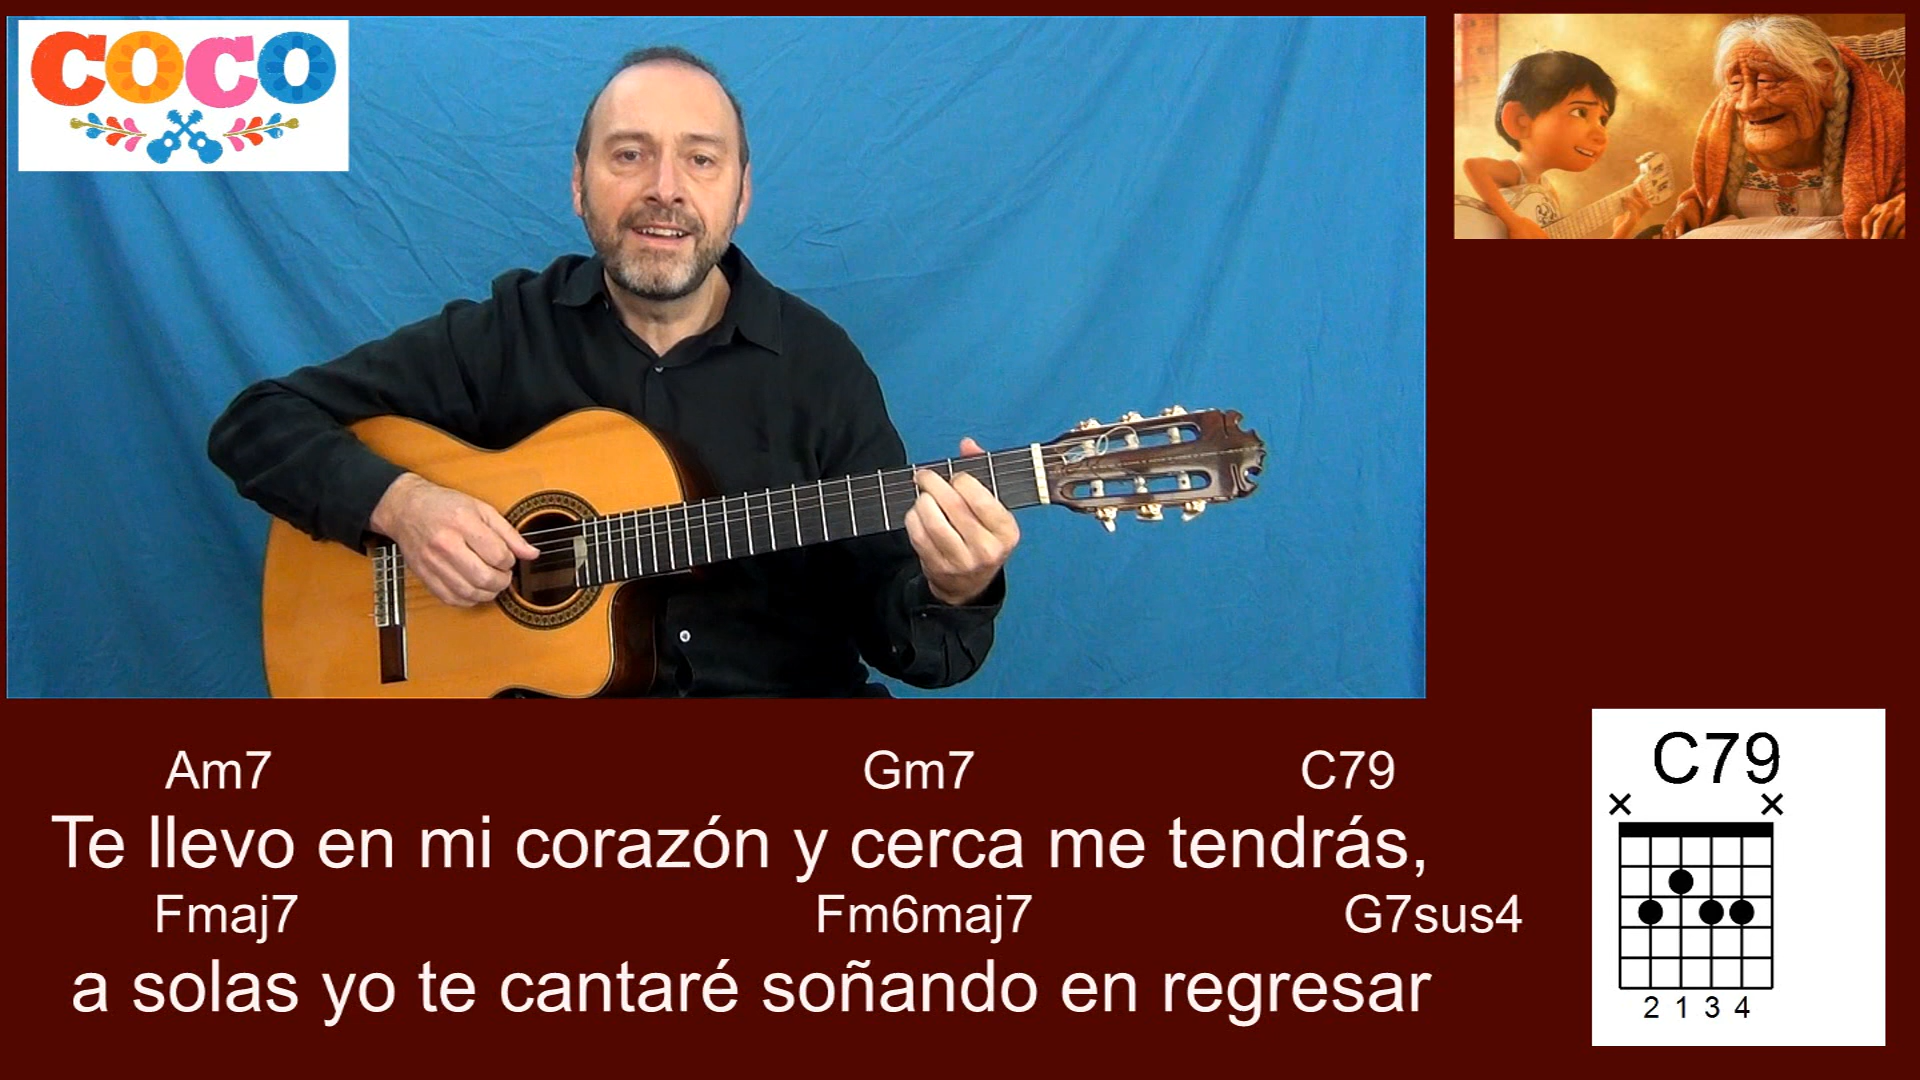 COCO
Am7 Gm7 C79
Te llevo en mi corazón y cerca me tendrás,
Fmaj7 Fm6maj7 G7sus4
a solas yo te cantaré soñando en regresar
C79
× ×
2 1 3 4